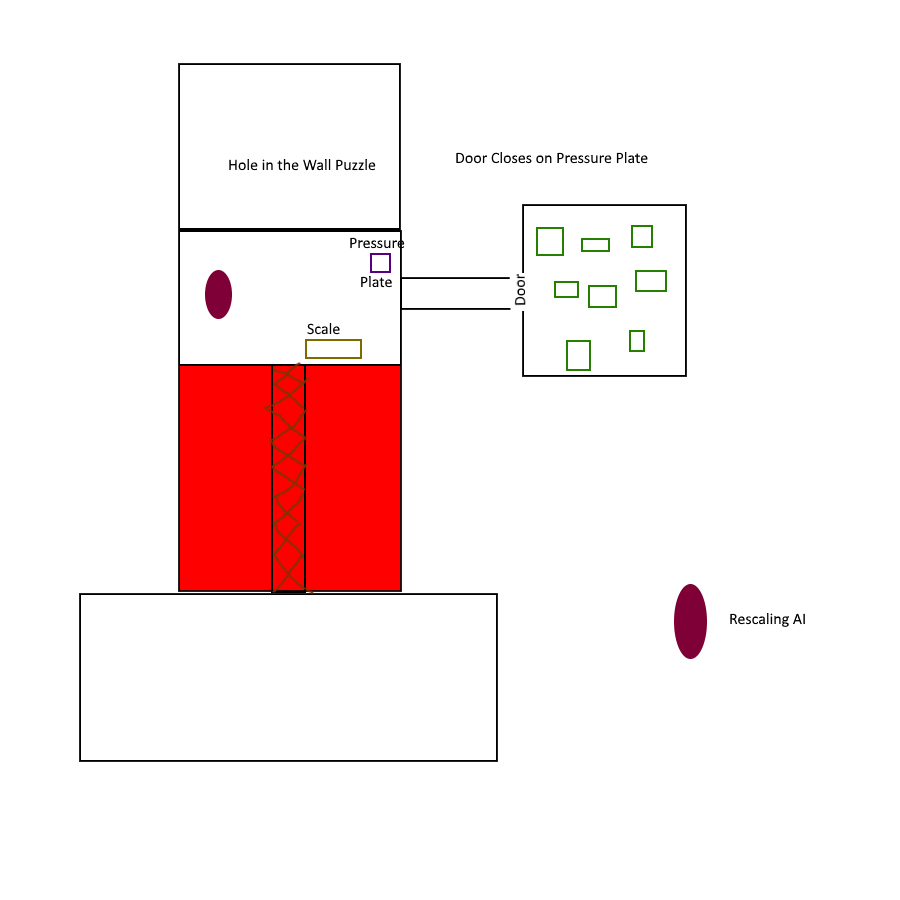 Door Closes on Pressure Plate
Hole in the Wall Puzzle
Pressure
Plate
Door
Scale
Rescaling AI